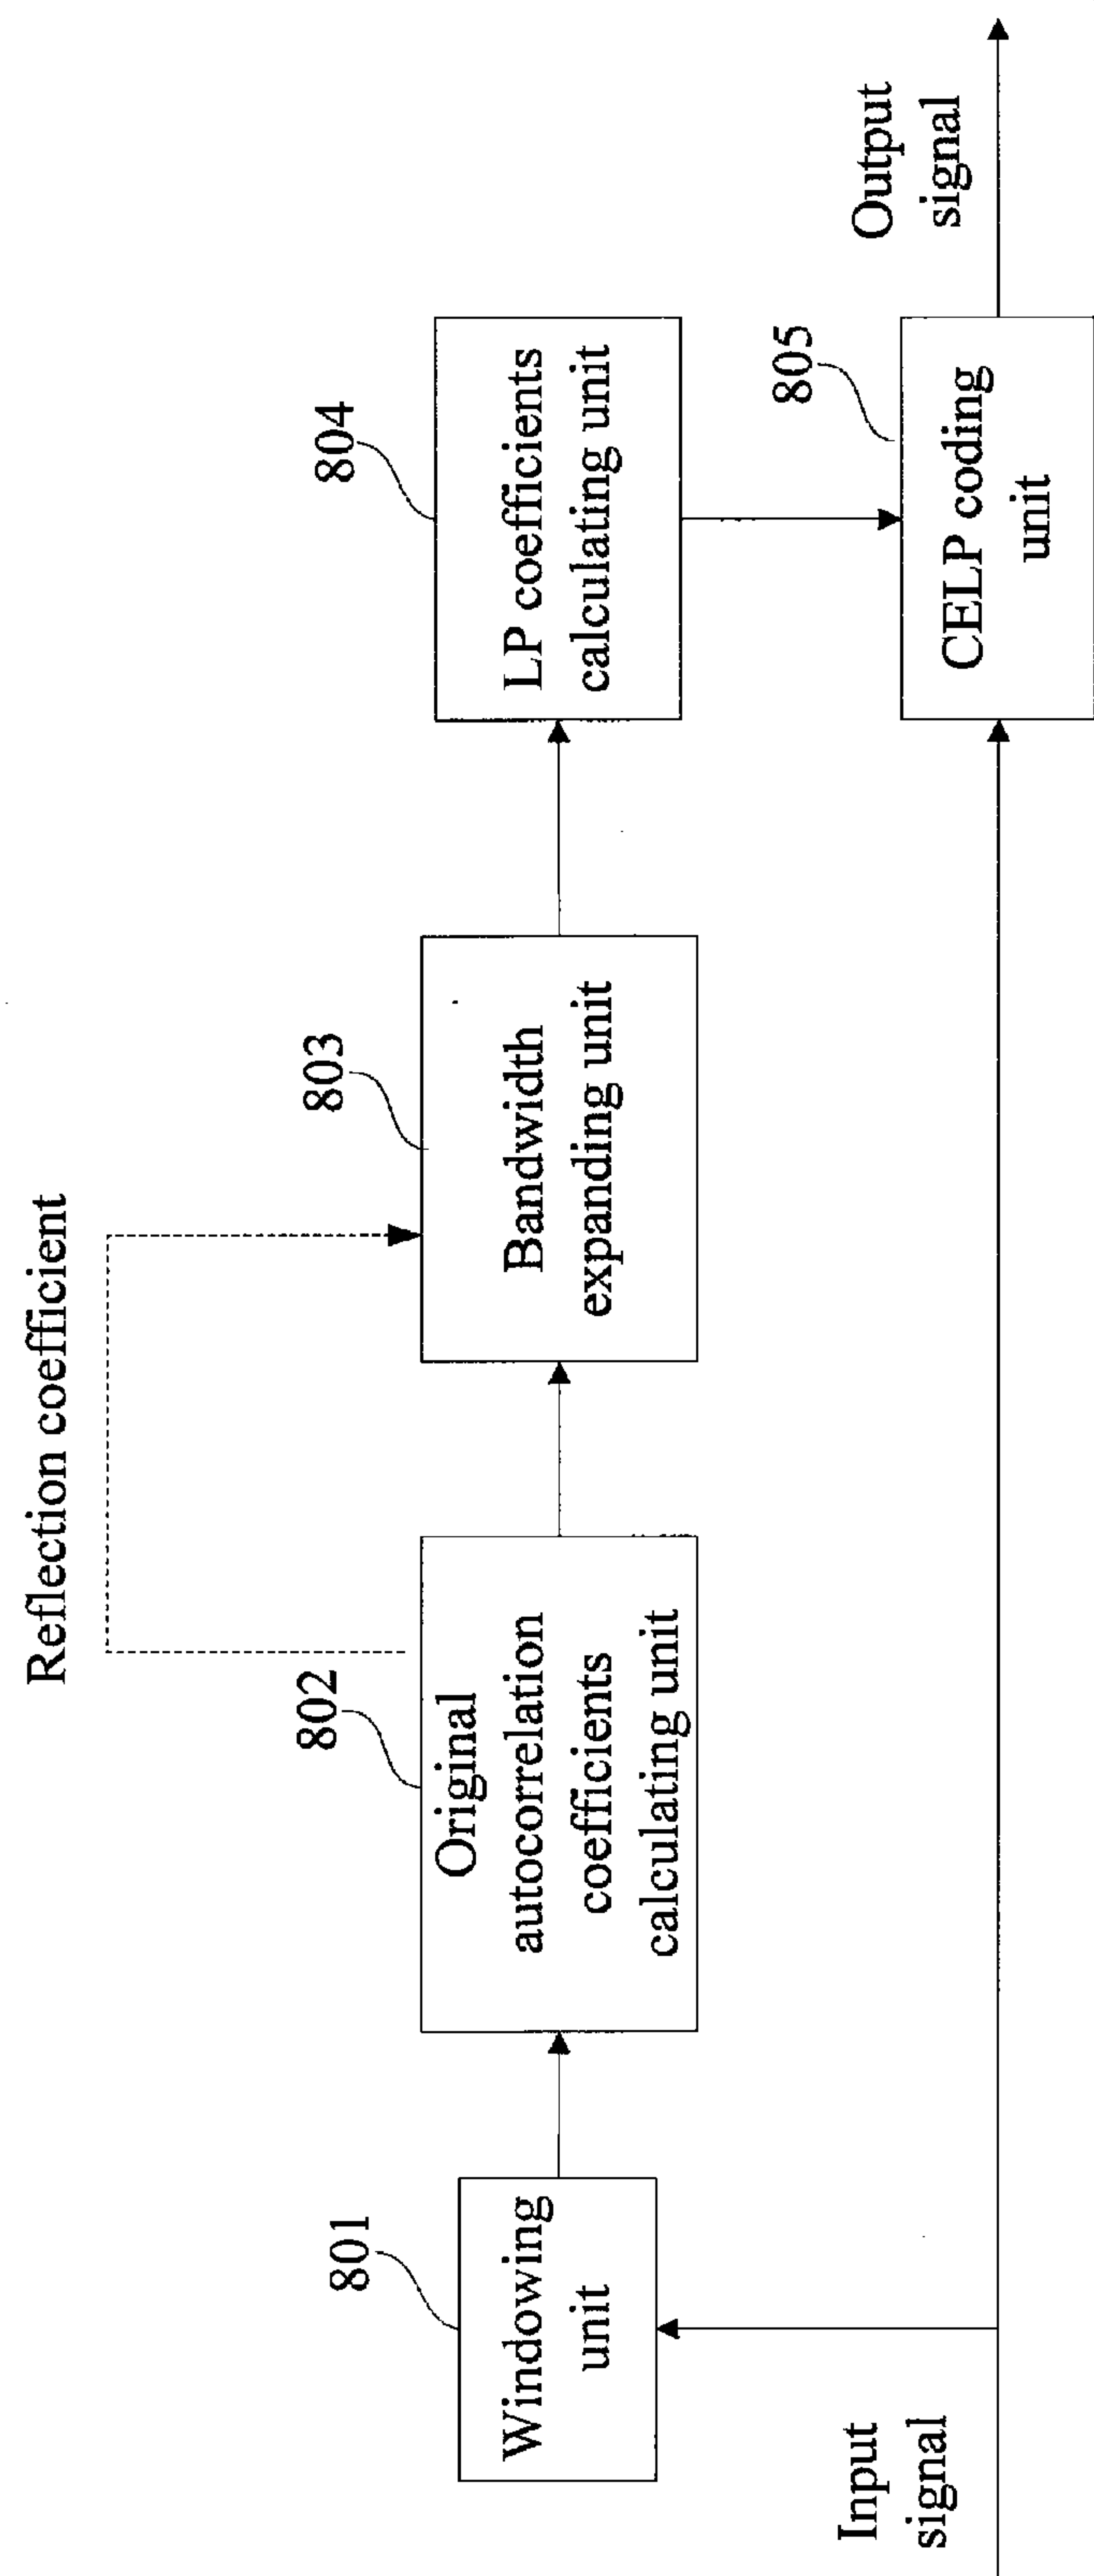 Reflection coefficient
801
Windowing
unit
802
Original
autocorrelation
coefficients
calculating unit
803
Bandwidth
expanding unit
804
LP coefficients
calculating unit
805
CELP coding
unit
Input
signal
Output
signal